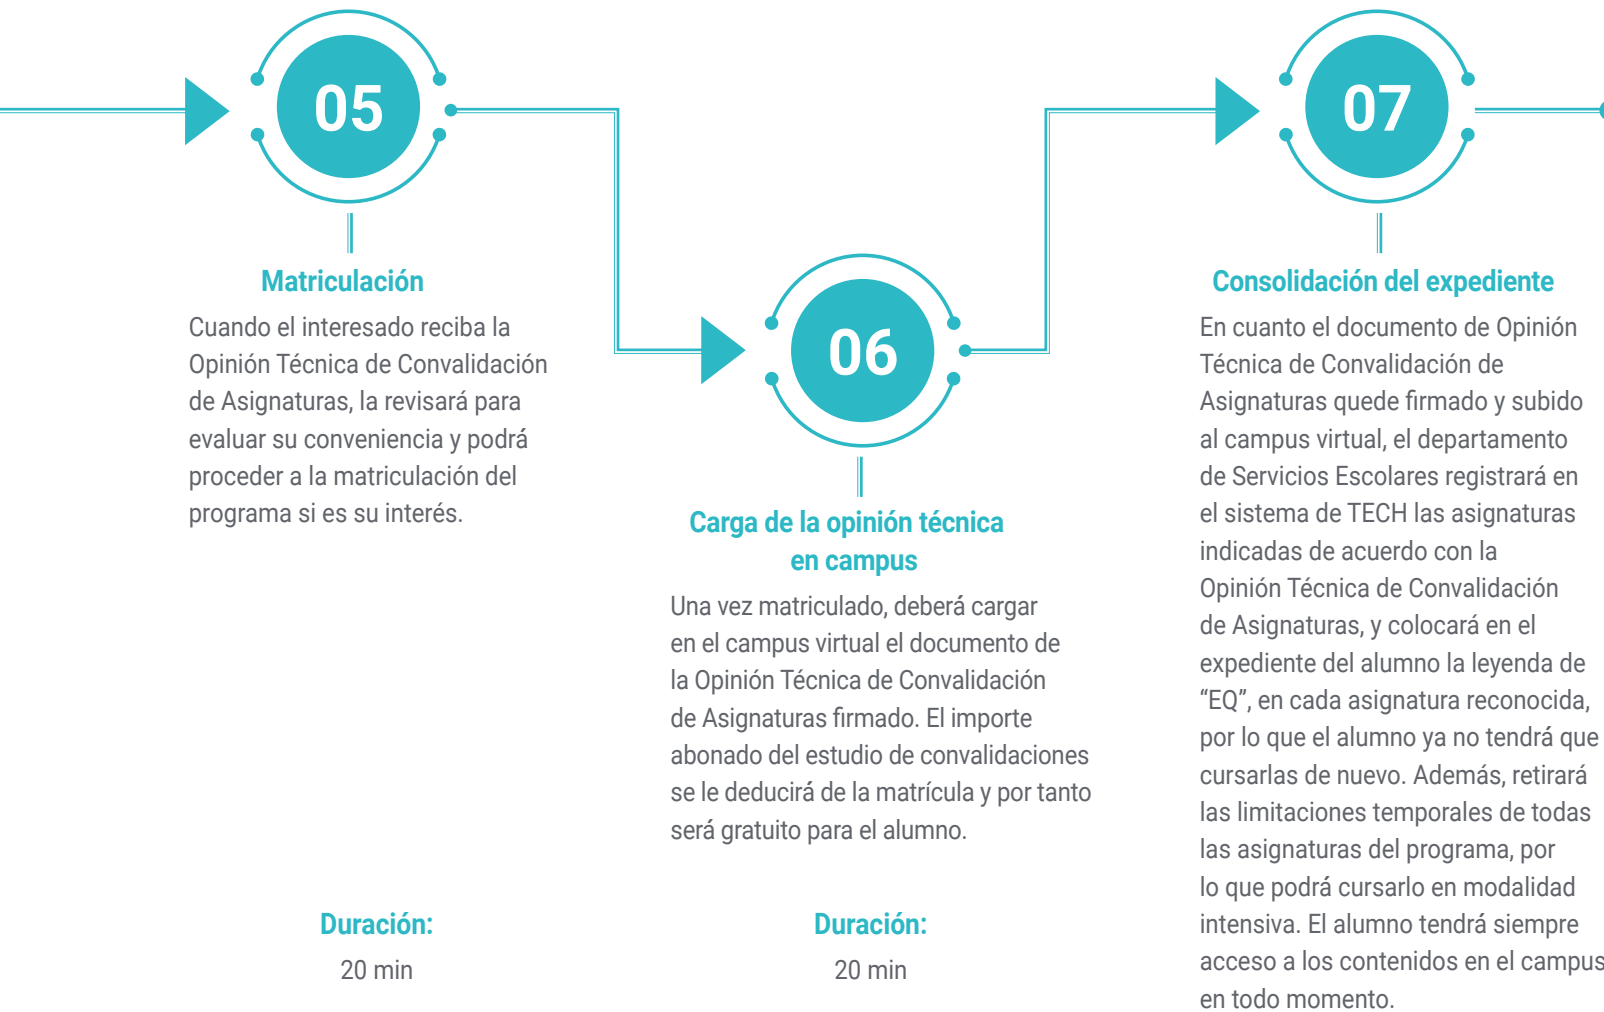 05
Matriculación
Cuando el interesado reciba la
Opinión Técnica de Convalidación
de Asignaturas, la revisará para
evaluar su conveniencia y podrá
proceder a la matriculación del
programa si es su interés.
Duración:
20 min
06
Carga de la opinión técnica
en campus
Una vez matriculado, deberá cargar
en el campus virtual el documento de
la Opinión Técnica de Convalidación
de Asignaturas firmado. El importe
abonado del estudio de convalidaciones
se le deducirá de la matrícula y por tanto
será gratuito para el alumno.
Duración:
20 min
07
Consolidación del expediente
En cuanto el documento de Opinión
Técnica de Convalidación de
Asignaturas quede firmado y subido
al campus virtual, el departamento
de Servicios Escolares registrará en
el sistema de TECH las asignaturas
indicadas de acuerdo con la
Opinión Técnica de Convalidación
de Asignaturas, y colocará en el
expediente del alumno la leyenda de
“EQ”, en cada asignatura reconocida,
por lo que el alumno ya no tendrá que
cursarlas de nuevo. Además, retirará
las limitaciones temporales de todas
las asignaturas del programa, por
lo que podrá cursarlo en modalidad
intensiva. El alumno tendrá siempre
acceso a los contenidos en el campus
en todo momento.